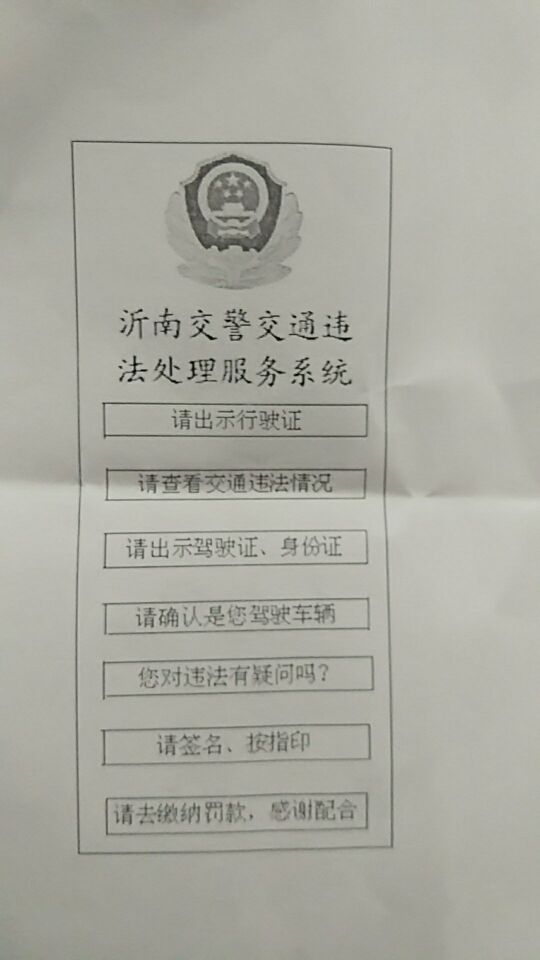 沂南交警交通违
法处理服务系统
请出示行驶证
请查看交通违法情况
请出示驾驶证、身份证
请确认是您驾驶车辆
您对违法有疑问吗？
请签名、按指印
请去缴纳罚款，感谢配合